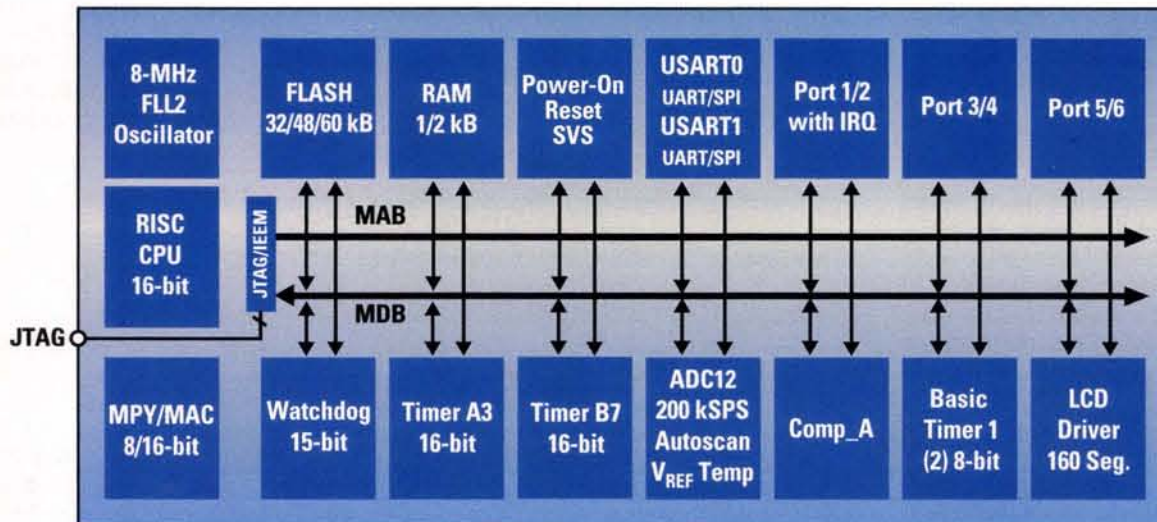 8-MHz
FLL2
Oscillator
FLASH
32/48/60 kB
RAM
1/2 kB
Power-On
Reset
SVS
USART0
UART/SPI
USART1
UART/SPI
Port 1/2
with IRQ
Port 3/4
Port 5/6
RISC
CPU
16-bit
JTAG/IEEM
MAB
MDB
JTAG
MPY/MAC
8/16-bit
Watchdog
15-bit
Timer A3
16-bit
Timer B7
16-bit
ADC12
200 kSPS
Autoscan
VREF Temp
Comp_A
Basic
Timer 1
(2) 8-bit
LCD
Driver
160 Seg.